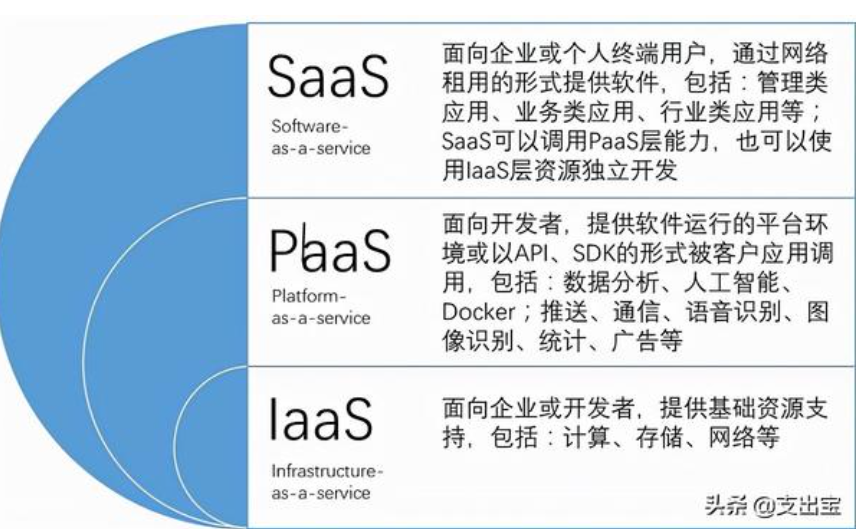 SaaS
Software-
as-a-service
面向企业或个人终端用户，通过网络
租用的形式提供软件，包括：管理类
应用、业务类应用、行业类应用等；
SaaS可以调用PaaS层能力，也可以使
用IaaS层资源独立开发
PaaS
Platform-
as-a-service
面向开发者，提供软件运行的平台环
境或以API、SDK的形式被客户应用调
用，包括：数据分析、人工智能、
Docker；推送、通信、语音识别、图
像识别、统计、广告等
IaaS
Infrastructure-
as-a-service
面向企业或开发者，提供基础资源支
持，包括：计算、存储、网络等
头条 @支出宝